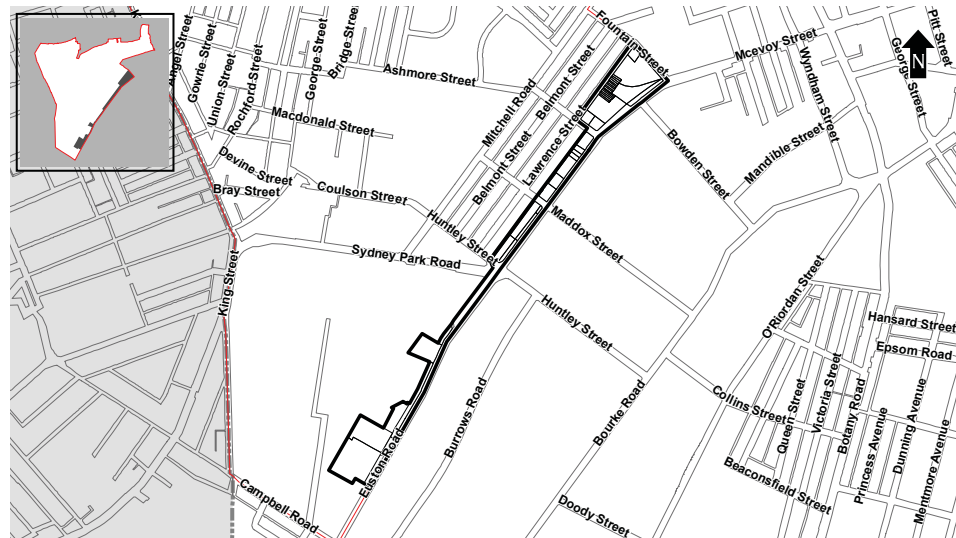 Angel Street
Gowrie Street
Union Street
Rochford Street
George Street
Bridge Street
Ashmore Street
Macdonald Street
Devine Street
Bray Street
Coulson Street
Mitchell Road
Belmont Street
Belmont Street
Lawrence Street
Fountain Street
Mcevoy Street
Wyndham Street
George Street
Pitt Street
N
Bowden Street
Mandible Street
Maddox Street
Huntley Street
Sydney Park Road
King Street
Huntley Street
O'Riordan Street
Hansard Street
Epsom Road
Collins Street
Queen Street
Victoria Street
Botany Road
Princess Avenue
Dunning Avenue
Mentmore Avenue
Beaconsfield Street
Burrows Road
Bourke Road
Euston Road
Campbell Road
Doody Street